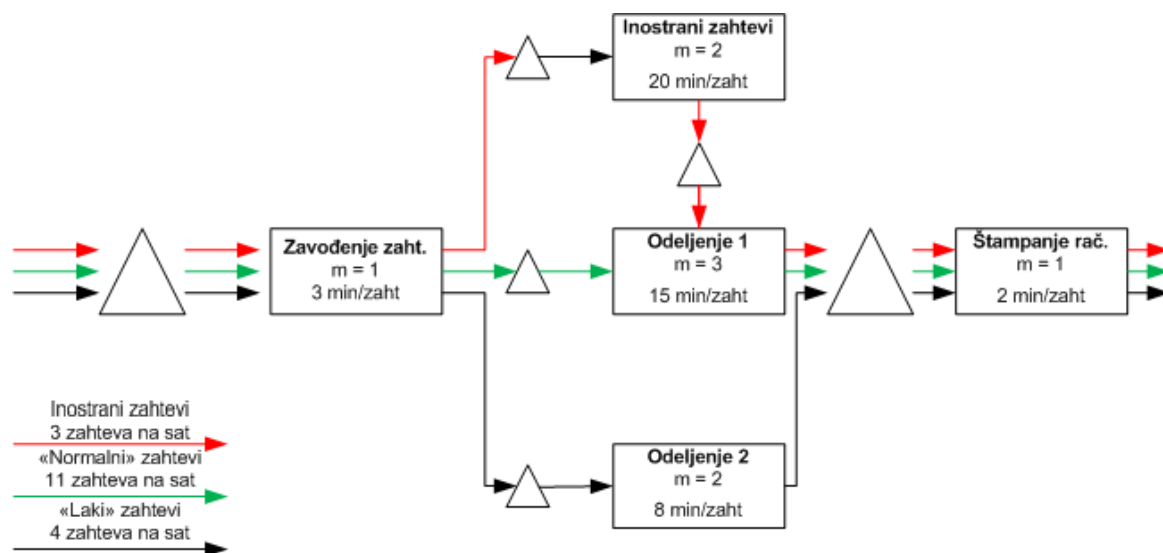 Inostrani zahtevi
m = 2
20 min/zaht
Zavođenje zaht.
m = 1
3 min/zaht
Odeljenje 1
m = 3
15 min/zaht
Štampanje rač.
m = 1
2 min/zaht
Inostrani zahtevi
3 zahteva na sat
«Normalni» zahtevi
11 zahteva na sat
«Laki» zahtevi
4 zahteva na sat
Odeljenje 2
m = 2
8 min/zaht